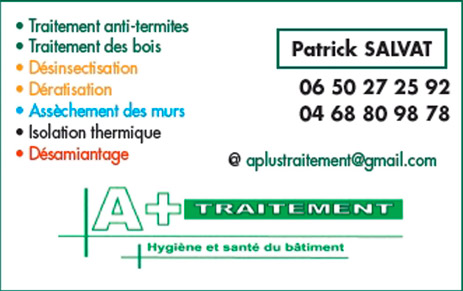 • Traitement anti-termites
• Traitement des bois
• Désinsectisation
• Dératisation
• Assèchement des murs
• Isolation thermique
• Désamiantage
Patrick SALVAT
06 50 27 25 92
04 68 80 98 78
@ aplustraitement@gmail.com
A+ TRAITEMENT
Hygiène et santé du bâtiment